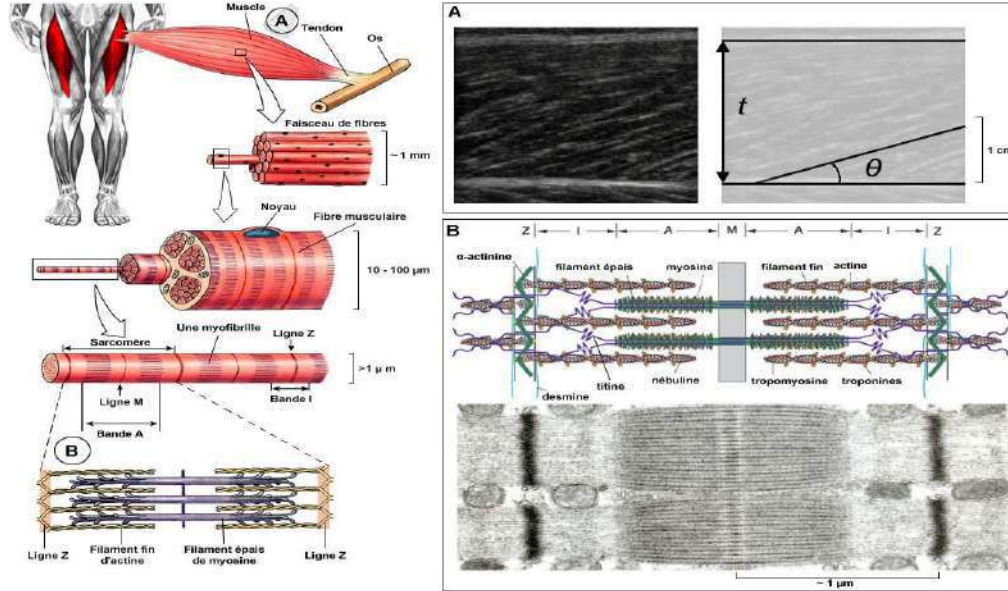 A
Muscle
Tendon
Os
Faisceau de fibres
~ 1 mm
Noyau
Fibre musculaire
10 - 100 µm
Une myofibrille
Ligne Z
Sarcomère
>1 µm
Ligne M
Bande I
Bande A
B
Ligne Z
Filament fin
d'actine
Filament épais
de myosine
Ligne Z
A
t
θ
1 cm
B
Z I A M A I Z
α-actinine
filament épais
myosine
filament fin
actine
titine
nébuline
tropomyosine
troponines
desmine
~ 1 µm